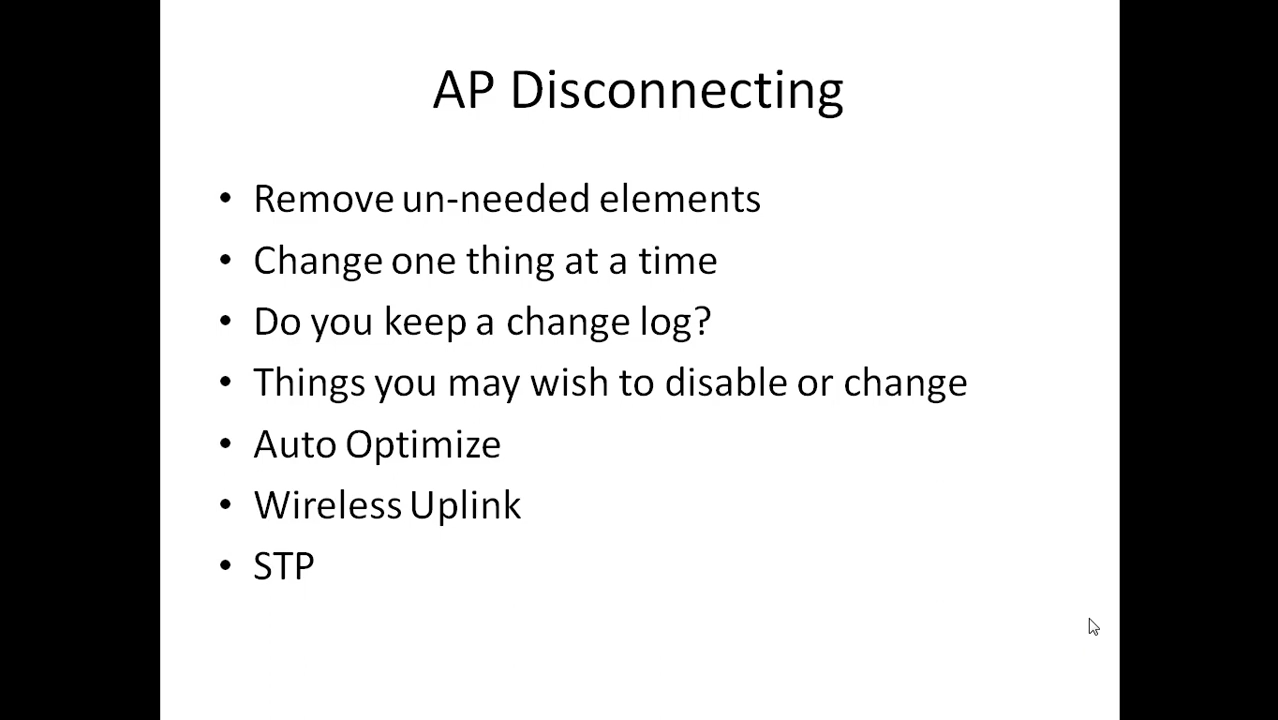 AP Disconnecting
• Remove un-needed elements
• Change one thing at a time
• Do you keep a change log?
• Things you may wish to disable or change
• Auto Optimize
• Wireless Uplink
• STP